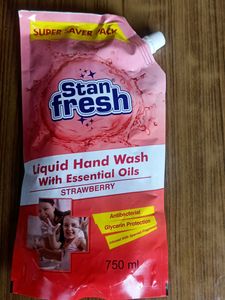 SUPER SAVER PACK
Stan
fresh
Liquid Hand Wash
With Essential Oils
STRAWBERRY
Antibacterial
Glycerin Protection
750 ml